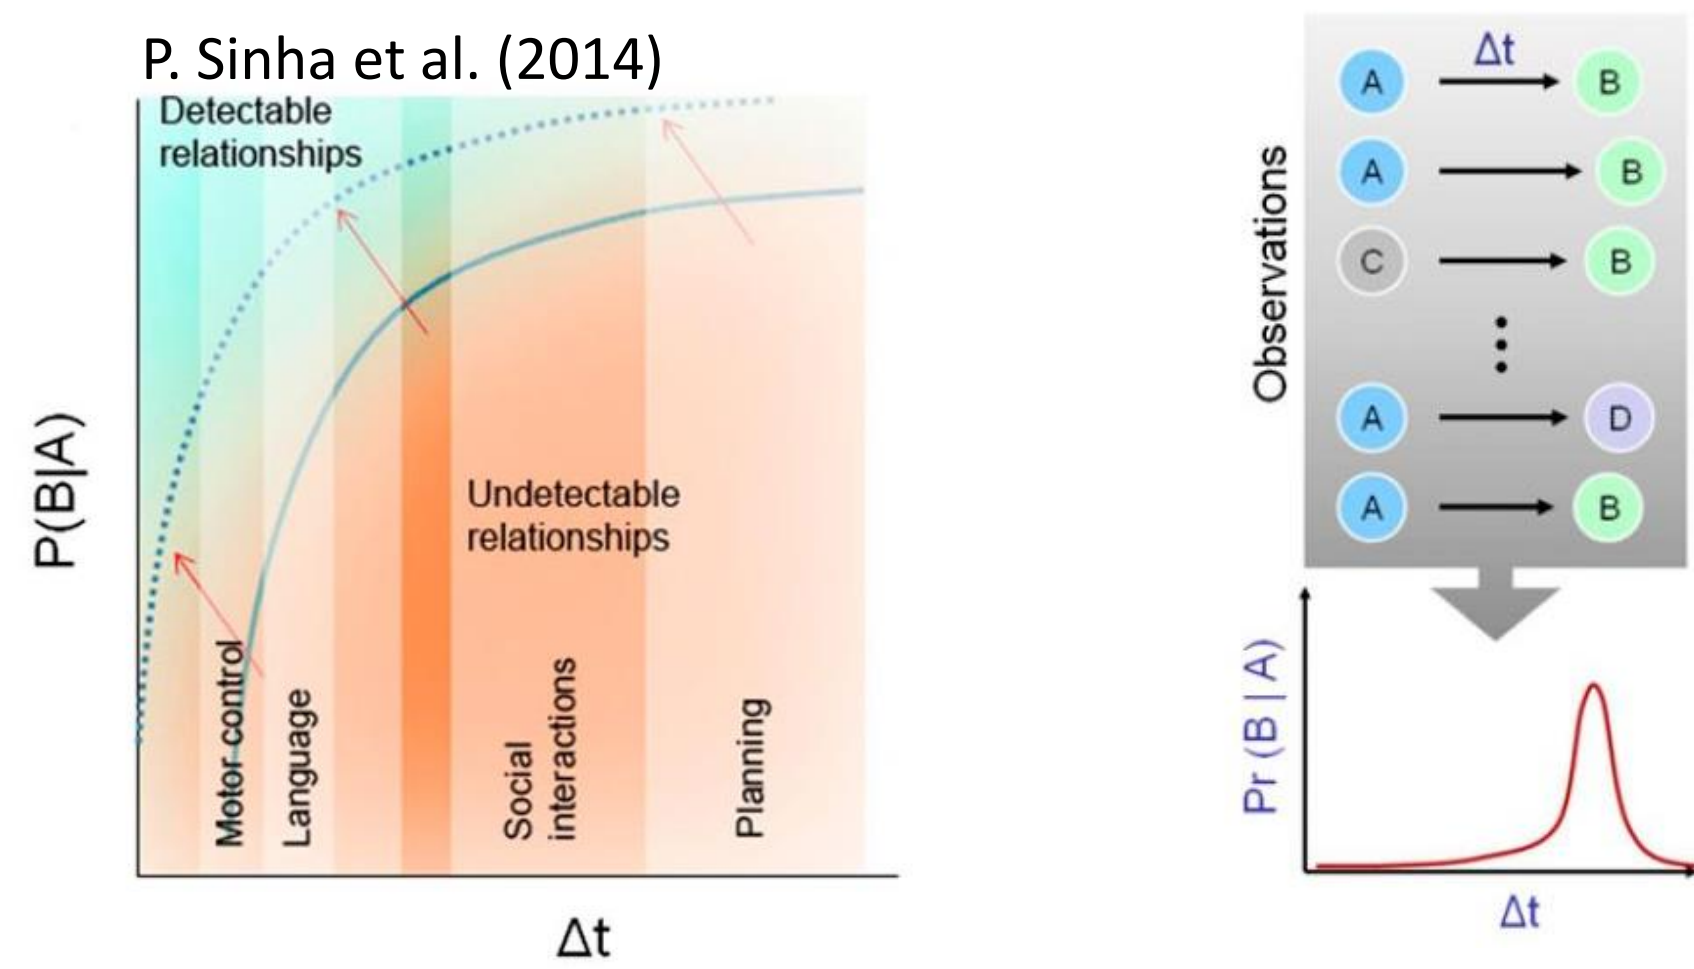 P. Sinha et al. (2014)
Detectable
relationships
Undetectable
relationships
P(B|A)
Motor control
Language
Social
interactions
Planning
Δt
Observations
Δt
A B
A B
C B
A D
A B
Pr (B | A)
Δt